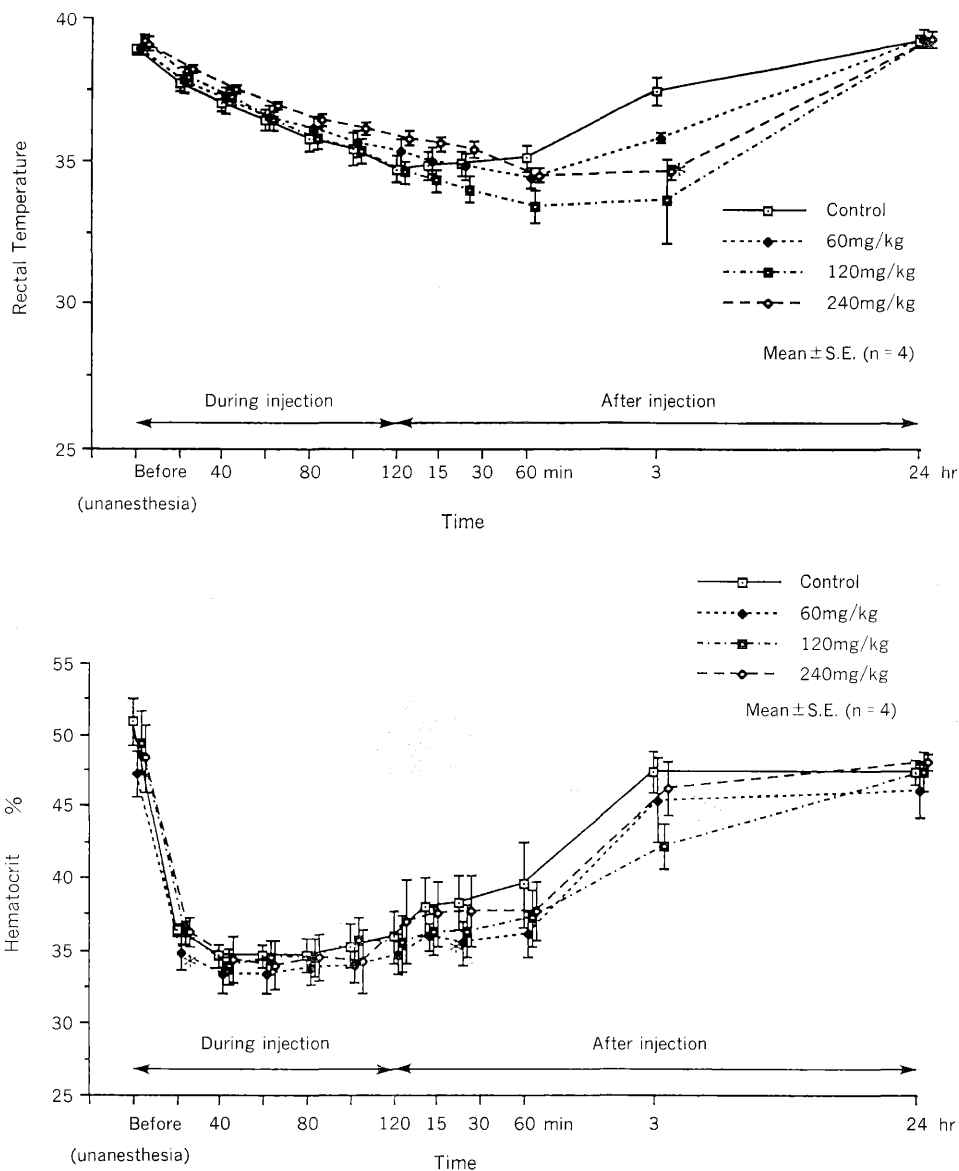 40
35
30
25
Rectal Temperature
Control
60mg/kg
120mg/kg
240mg/kg
Mean ± S.E. (n = 4)
During injection
After injection
Before 40 80 120 15 30 60 min 3 24 hr
(unanesthesia)
Time
Control
60mg/kg
120mg/kg
240mg/kg
Mean ± S.E. (n = 4)
55
50
45
40
35
30
25
Hematocrit %
*
*
*
During injection
After injection
Before 40 80 120 15 30 60 min 3 24 hr
(unanesthesia)
Time